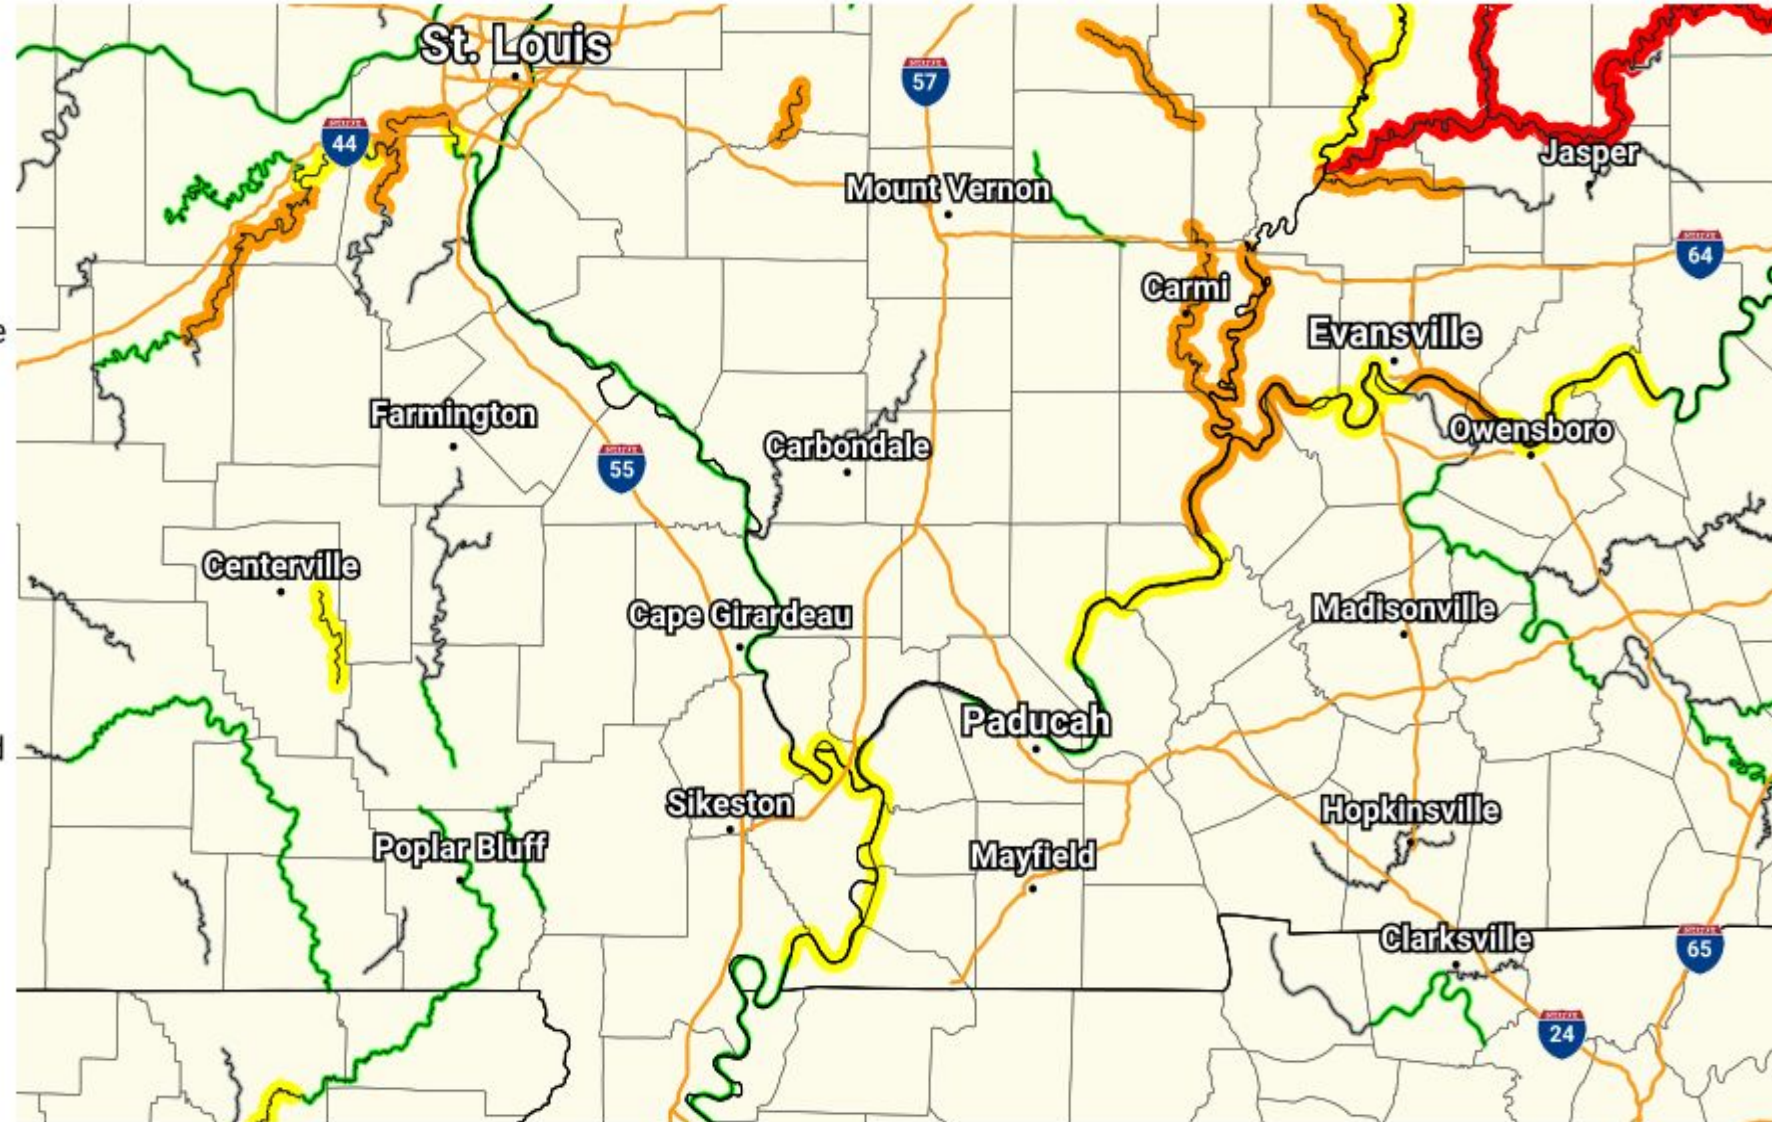 St. Louis
57
44
Jasper
Mount Vernon
64
Carmi
Evansville
Farmington
Owensboro
Carbondale
55
Centerville
Madisonville
Cape Girardeau
Paducah
Sikeston
Hopkinsville
Poplar Bluff
Mayfield
Clarksville
65
24